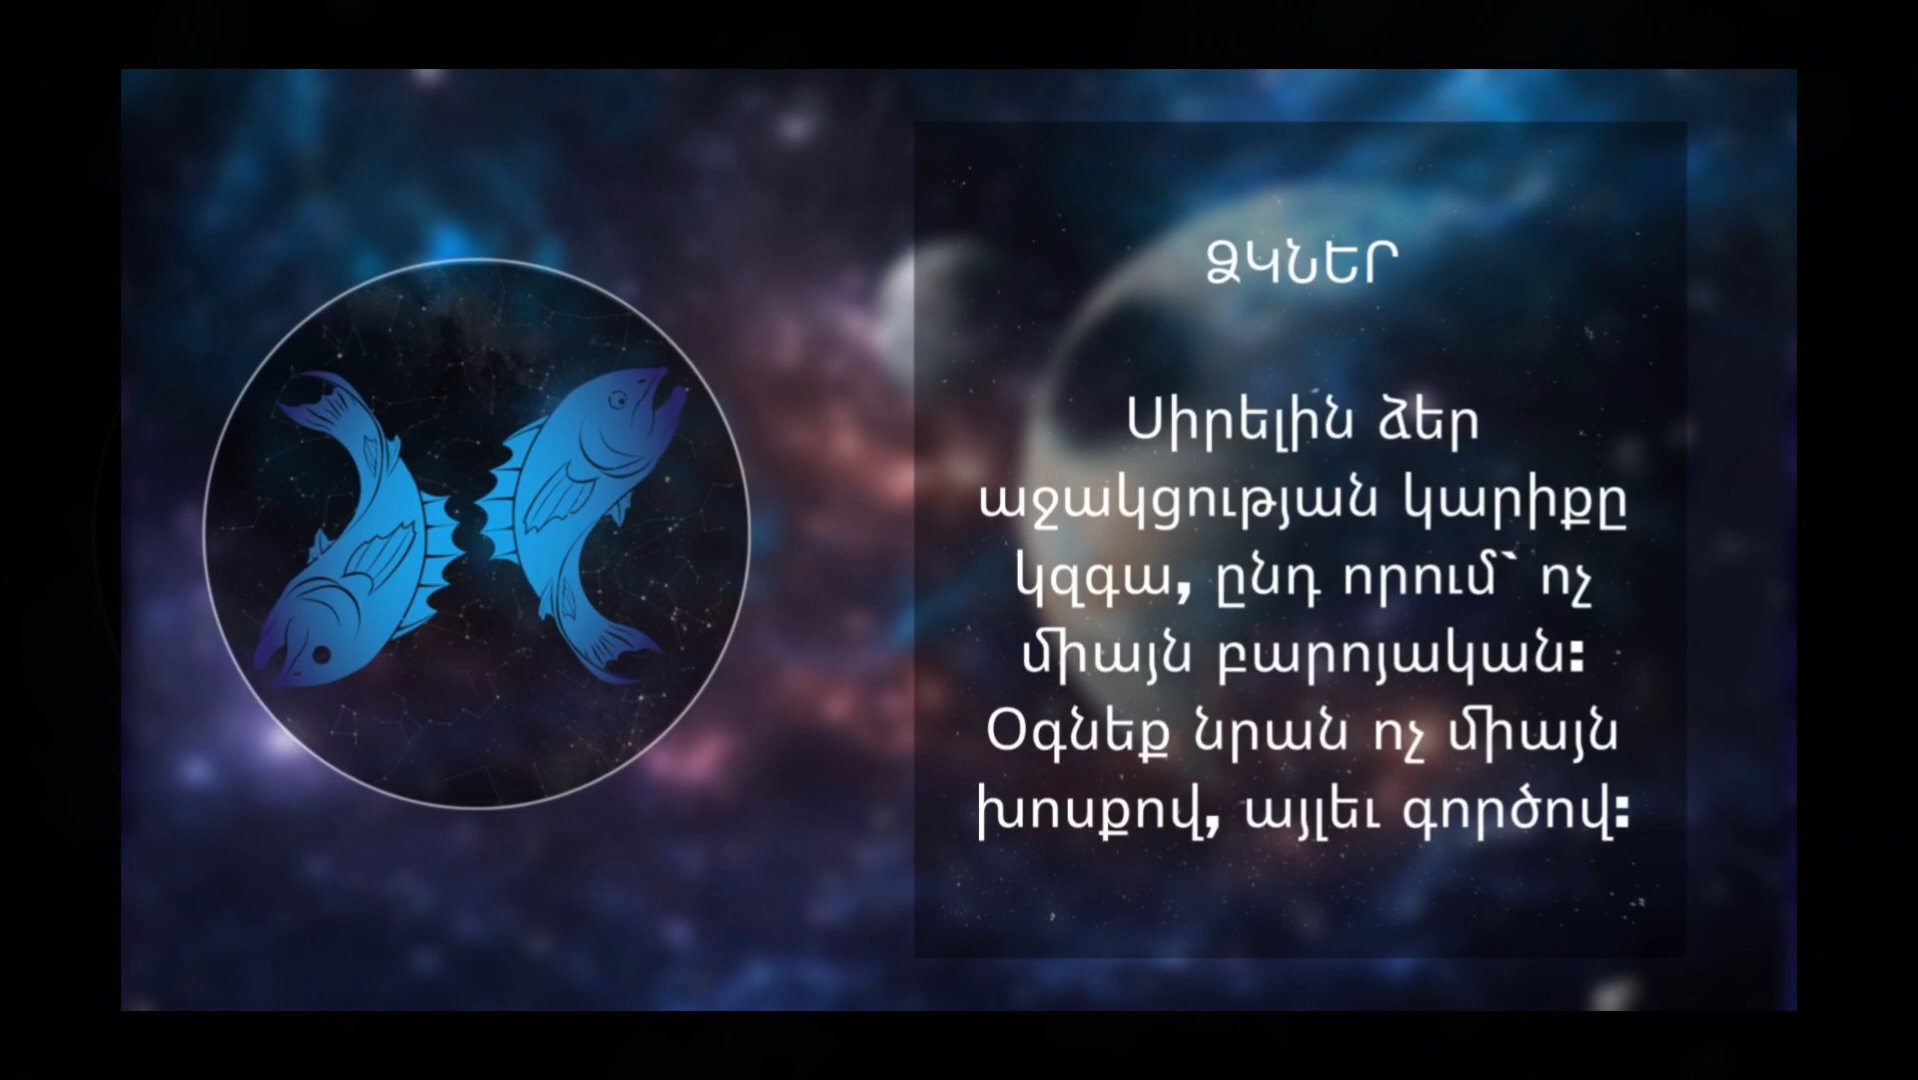 ՁԿՆԵՐ
Սիրելին ձեր
աջակցության կարիքը
կզգա, ընդ որում՝ ոչ
միայն բարոյական:
Օգնեք նրան ոչ միայն
խոսքով, այլեւ գործով: